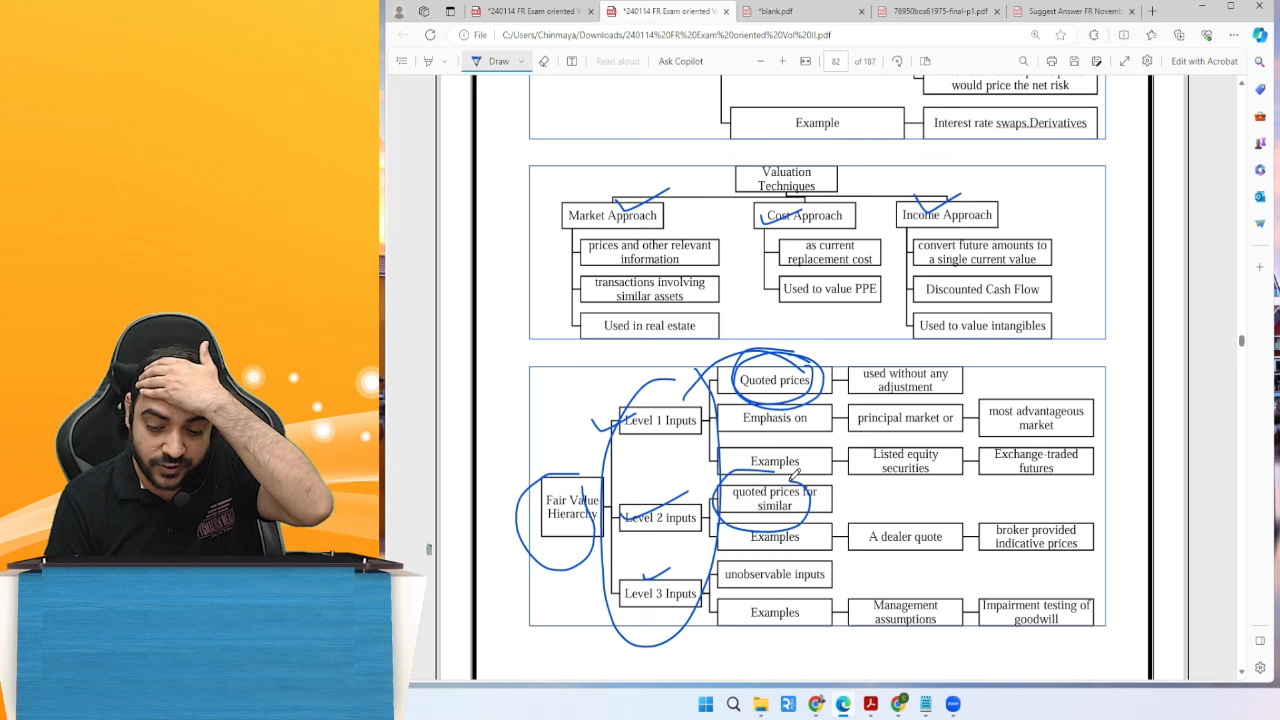 *240114 FR Exam oriented V
*240114 FR Exam oriented V
*blank.pdf
76950bos61975-final-p1.pdf
Suggest Answer FR Novemb
File
C:/Users/Chinmaya/Downloads/240114%20FR%20Exam%20oriented%20Vol%20II.pdf
Draw
Read aloud
Ask Copilot
82
of 187
Edit with Acrobat
would price the net risk
Example
Interest rate swaps.Derivatives
Valuation
Techniques
Market Approach
Cost Approach
Income Approach
prices and other relevant
information
as current
replacement cost
convert future amounts to
a single current value
transactions involving
similar assets
Used to value PPE
Discounted Cash Flow
Used in real estate
Used to value intangibles
Fair Value
Hierarchy
Level 1 Inputs
Quoted prices
used without any
adjustment
Emphasis on
principal market or
most advantageous
market
Examples
Listed equity
securities
Exchange-traded
futures
Level 2 inputs
quoted prices for
similar
Examples
A dealer quote
broker provided
indicative prices
Level 3 Inputs
unobservable inputs
Examples
Management
assumptions
Impairment testing of
goodwill